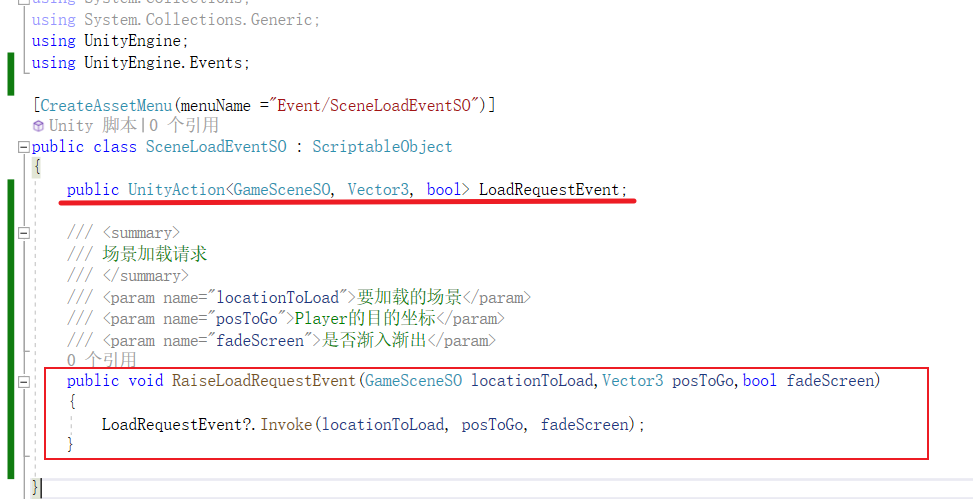 using System.Collections;
using System.Collections.Generic;
using UnityEngine;
using UnityEngine.Events;
[CreateAssetMenu(menuName ="Event/SceneLoadEventSO")]
Unity 脚本|0 个引用
public class SceneLoadEventSO : ScriptableObject
{
public UnityAction<GameSceneSO, Vector3, bool> LoadRequestEvent;
/// <summary>
/// 场景加载请求
/// </summary>
/// <param name="locationToLoad">要加载的场景</param>
/// <param name="posToGo">Player的目的坐标</param>
/// <param name="fadeScreen">是否渐入渐出</param>
0 个引用
public void RaiseLoadRequestEvent(GameSceneSO locationToLoad,Vector3 posToGo,bool fadeScreen)
{
LoadRequestEvent?.Invoke(locationToLoad, posToGo, fadeScreen);
}
}